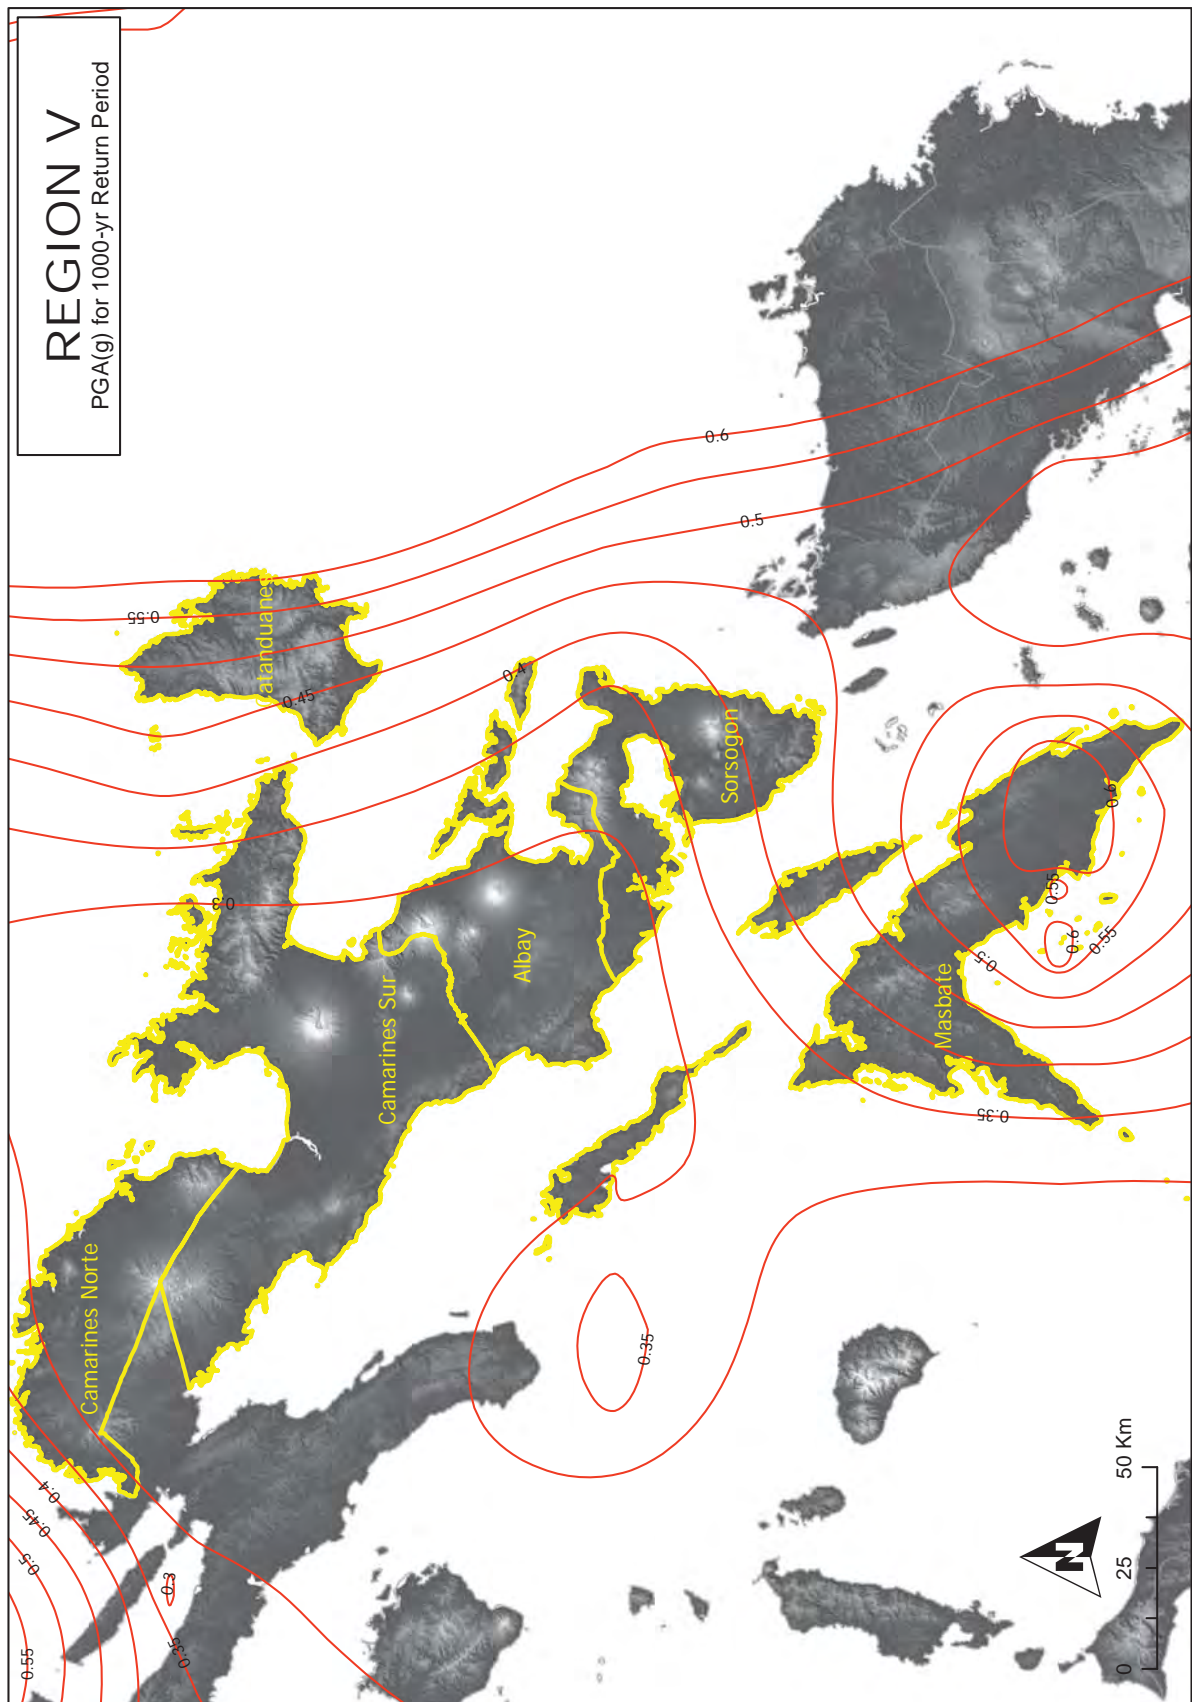 REGION V
PGA(g) for 1000-yr Return Period
0.6
0.5
0.55
Catanduanes
0.45
0.4
Sorsogon
0.3
Albay
Camarines Sur
0.6
0.55
0.6
0.55
0.5
Masbate
0.35
Camarines Norte
0.35
0.4
0.45
0.5
0.55
0.3
0.35
N
0 25 50 Km